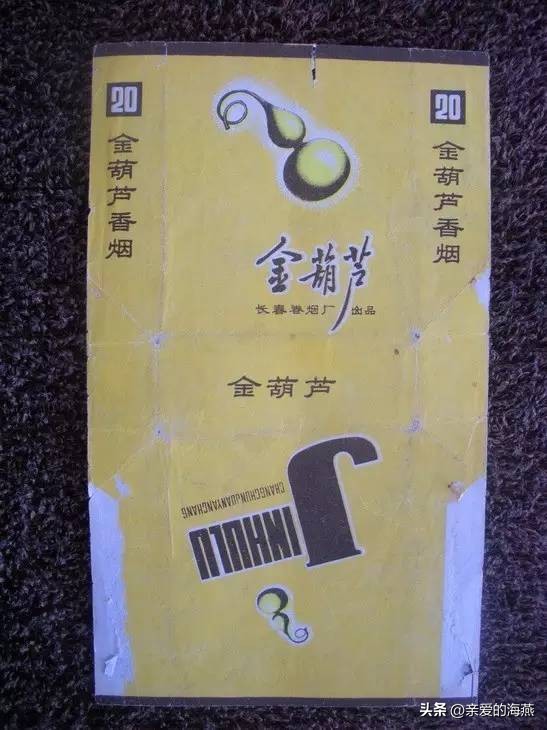 20
金葫芦香烟
20
金葫芦香烟
金葫芦
长春卷烟厂 出品
金葫芦
JINHULU
CHANGCHUNJUANYANCHANG
头条 @亲爱的海燕